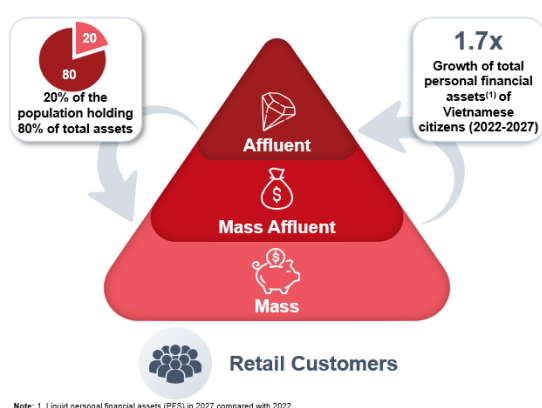 20
80
20% of the
population holding
80% of total assets
1.7x
Growth of total
personal financial
assets(1) of
Vietnamese
citizens (2022-2027)
Affluent
$
Mass Affluent
$
Mass
Retail Customers
Note: 1. Liquid personal financial assets (PFS) in 2027 compared with 2022